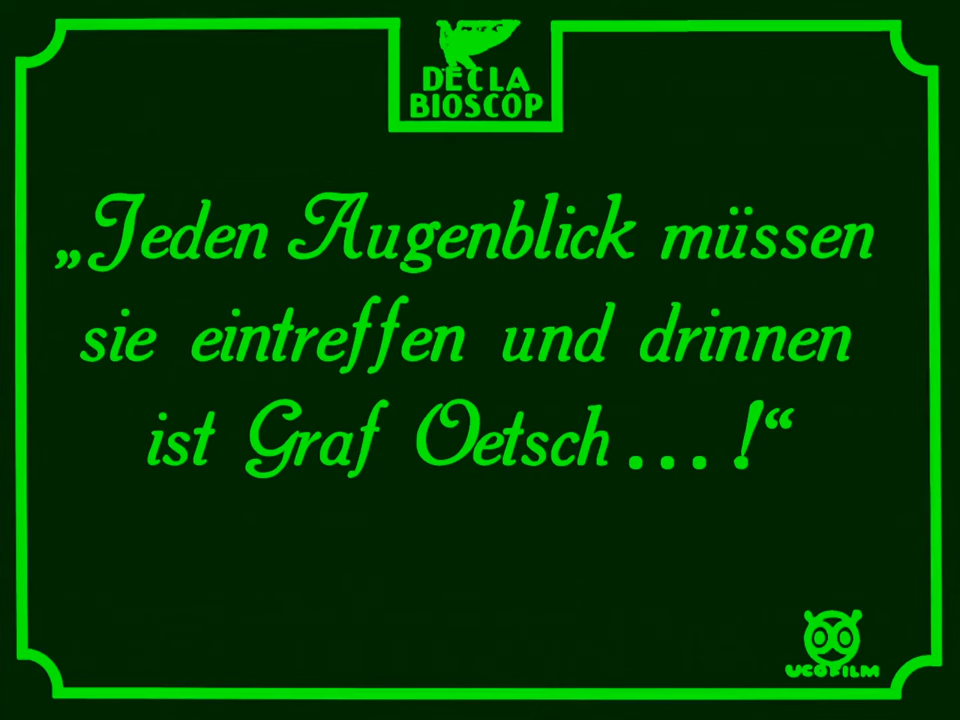 DECLA
BIOSCOP
„Jeden Augenblick müssen
sie eintreffen und drinnen
ist Graf Oetsch . . . !“
UCOFILM